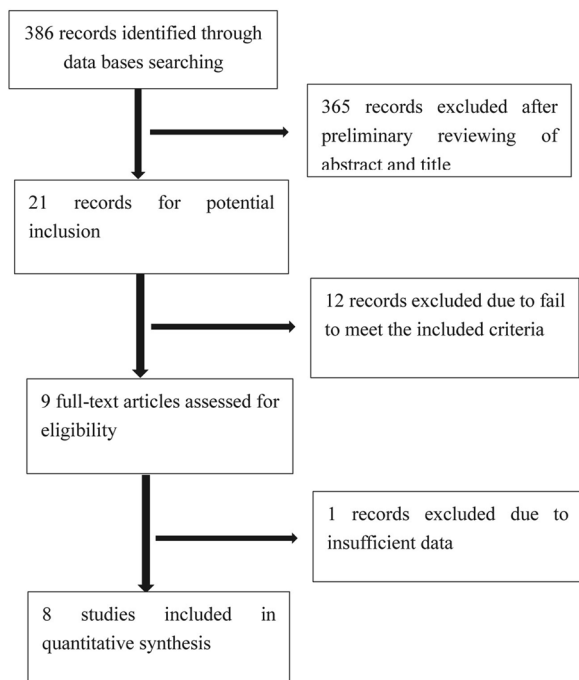 386 records identified through
data bases searching
365 records excluded after
preliminary reviewing of
abstract and title
21 records for potential
inclusion
12 records excluded due to fail
to meet the included criteria
9 full-text articles assessed for
eligibility
1 records excluded due to
insufficient data
8 studies included in
quantitative synthesis